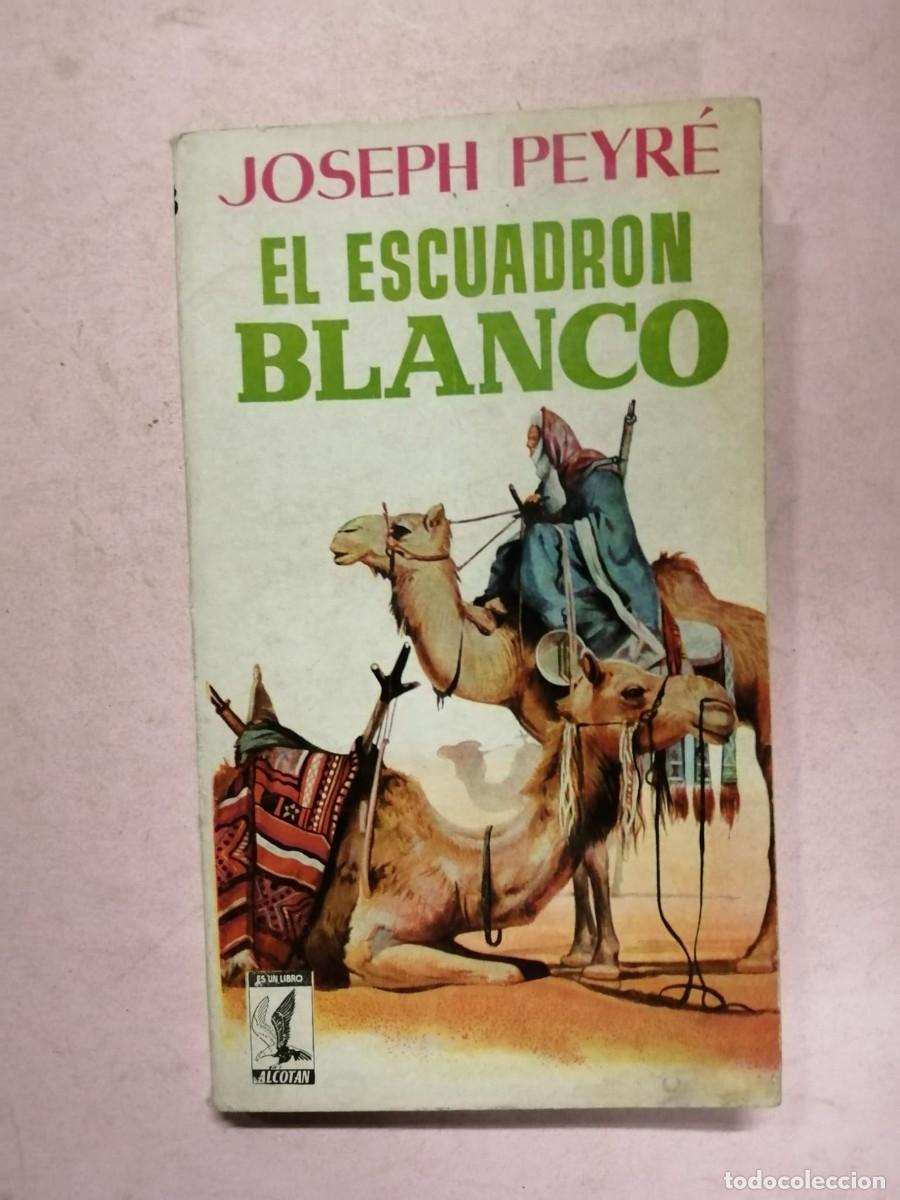 JOSEPH PEYRÉ
EL ESCUADRON
BLANCO
ES UN LIBRO
ALCOTAN
todocoleccion